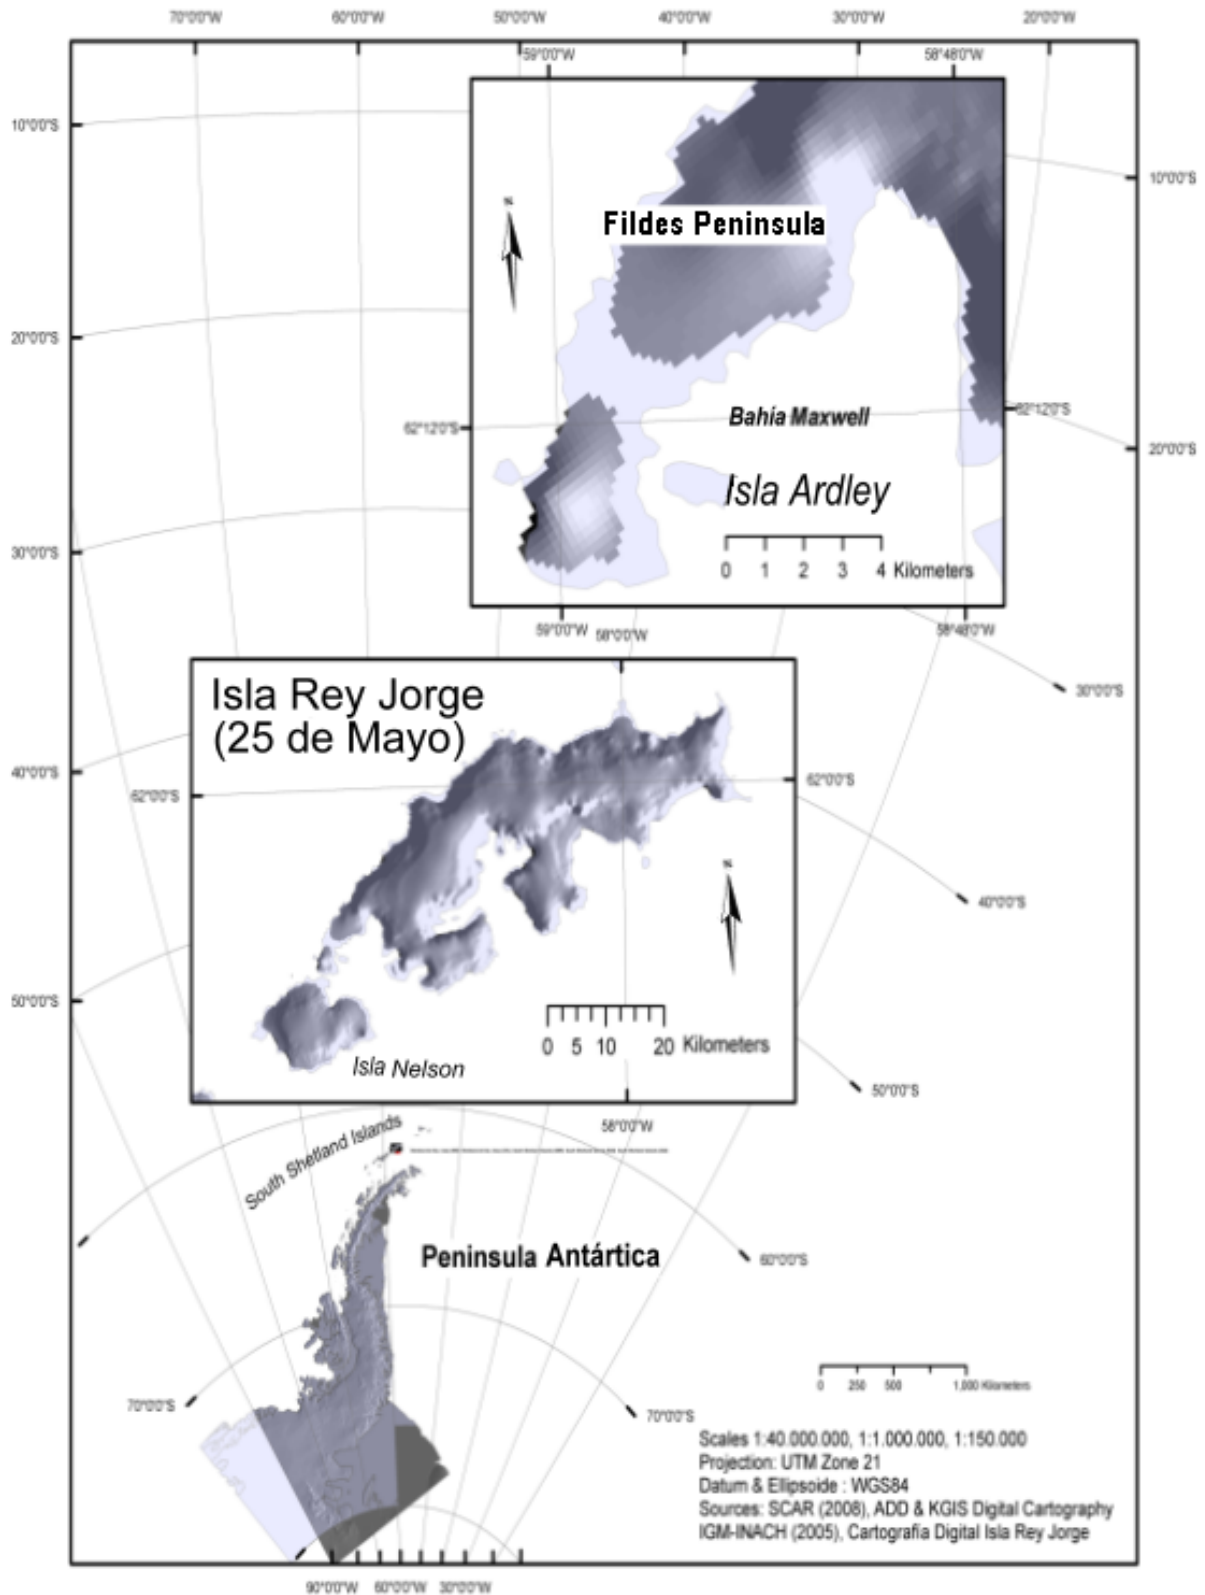 70°0'0"W
60°0'0"W
50°0'0"W
40°0'0"W
30°0'0"W
20°0'0"W
59°0'0"W
58°48'0"W
10°0'0"S
10°0'0"S
N
Fildes Peninsula
20°0'0"S
62°12'0"S
Bahía Maxwell
62°12'0"S
20°0'0"S
Isla Ardley
0 1 2 3 4 Kilometers
30°0'0"S
59°0'0"W
58°0'0"W
58°48'0"W
30°0'0"S
Isla Rey Jorge
(25 de Mayo)
40°0'0"S
62°0'0"S
62°0'0"S
N
40°0'0"S
50°0'0"S
0 5 10 20 Kilometers
Isla Nelson
50°0'0"S
58°0'0"W
South Shetland Islands
Peninsula Antártica
60°0'0"S
0 250 500 1,000 Kilometers
70°0'0"S
70°0'0"S
Scales 1:40.000.000, 1:1.000.000, 1:150.000
Projection: UTM Zone 21
Datum & Ellipsoide : WGS84
Sources: SCAR (2008), ADD & KGIS Digital Cartography
IGM-INACH (2005), Cartografía Digital Isla Rey Jorge
90°0'0"W
60°0'0"W
30°0'0"W